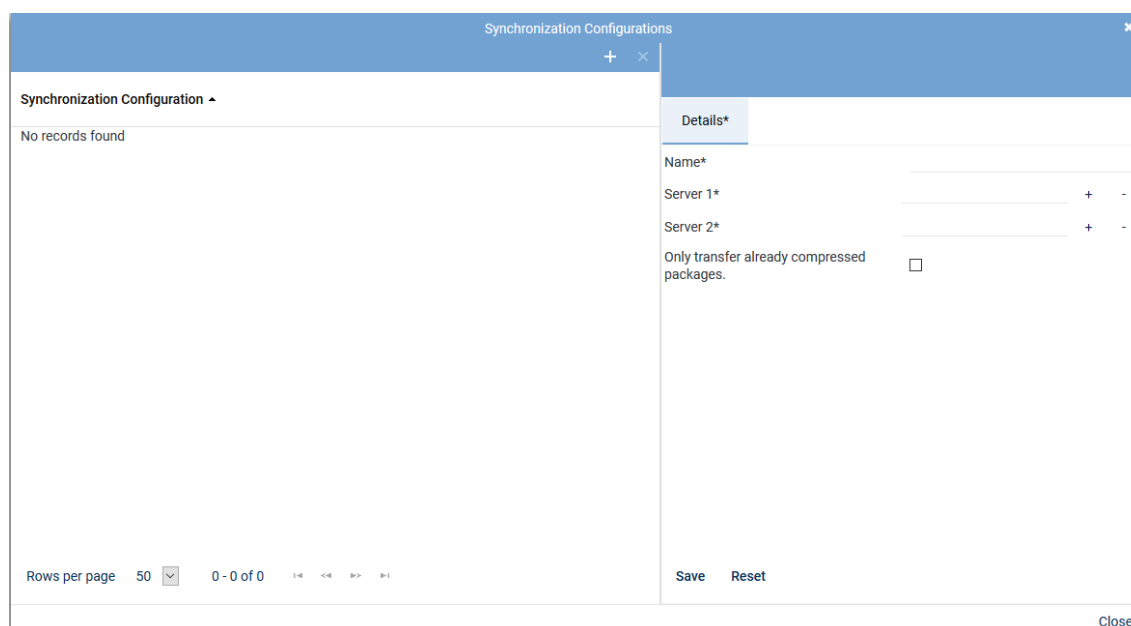 Synchronization Configurations
Synchronization Configuration
No records found
Details*
Name*
Server 1*
+ -
Server 2*
+ -
Only transfer already compressed
packages.
Rows per page 50 0 - 0 of 0
Save Reset
Close